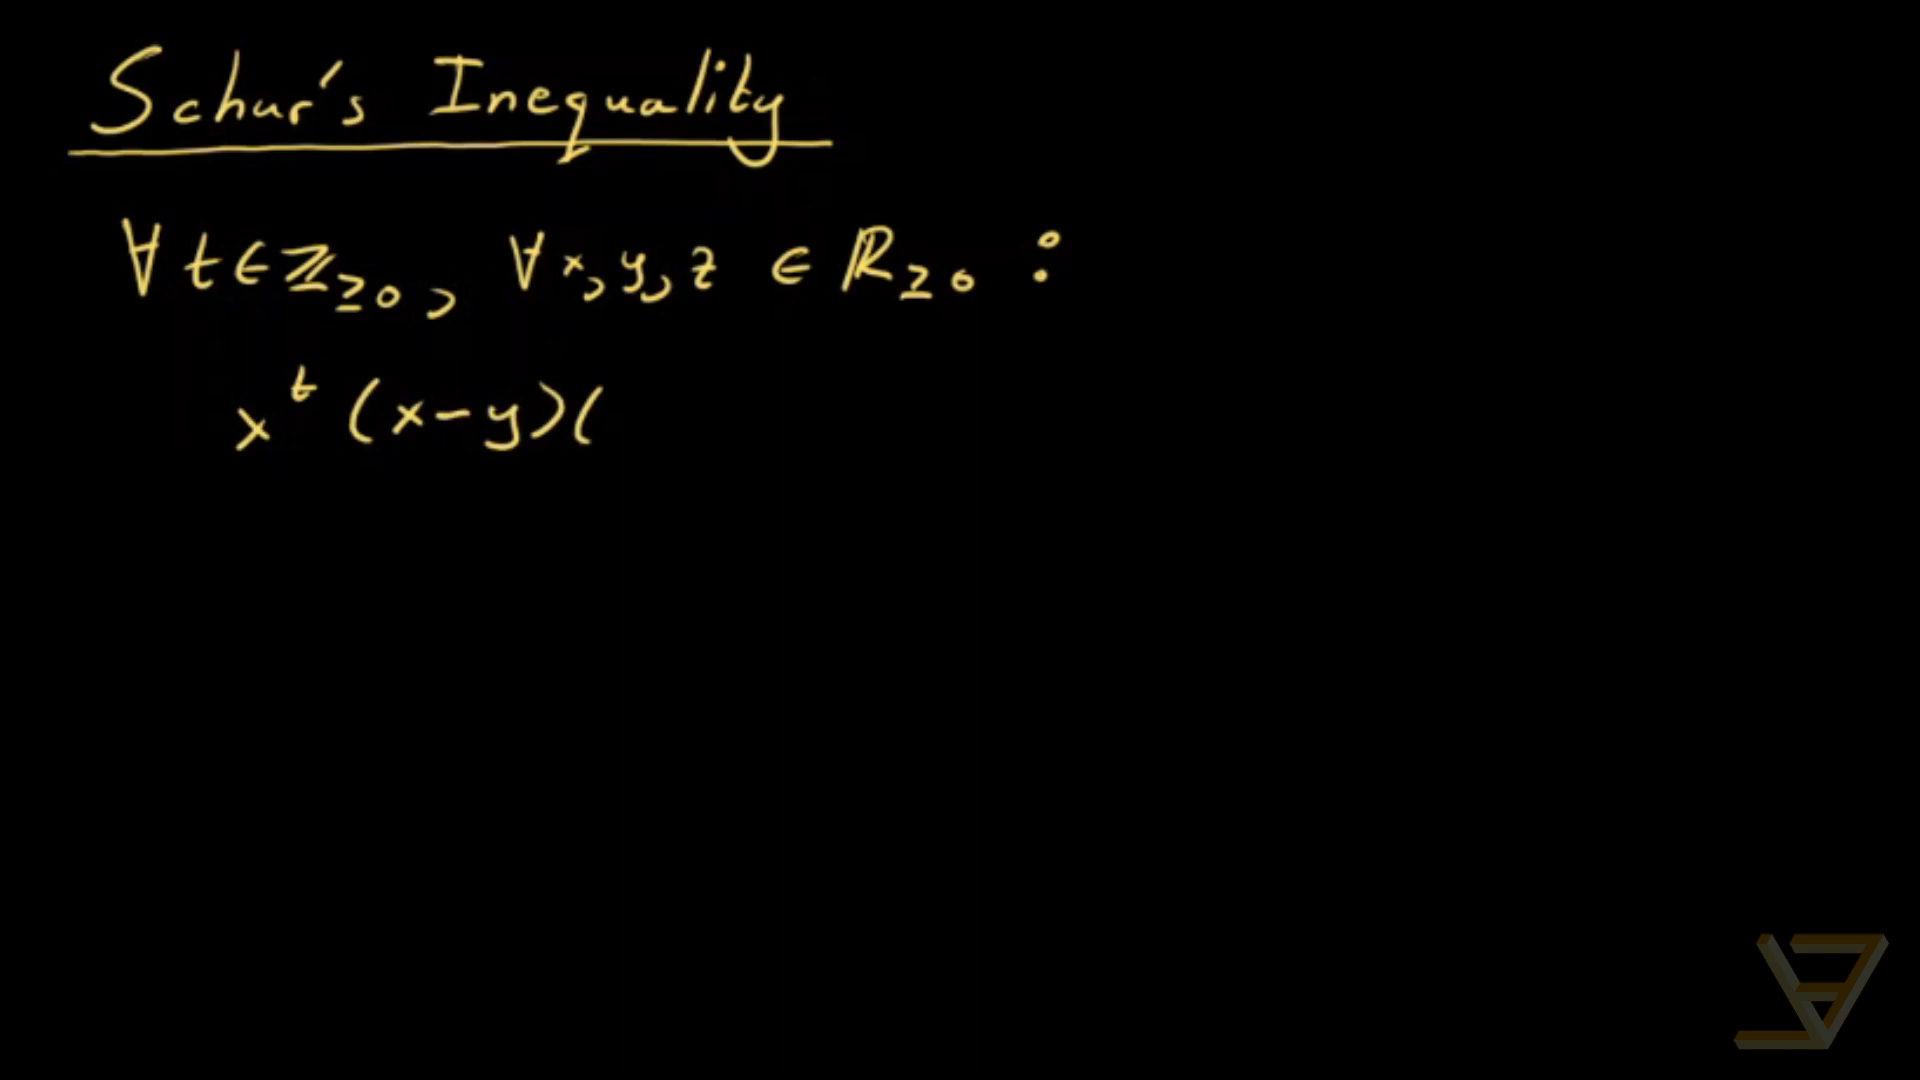 Schur's Inequality
∀ t ∈ ℤ≥0, ∀ x, y, z ∈ ℝ≥0 :
x^t (x-y)(